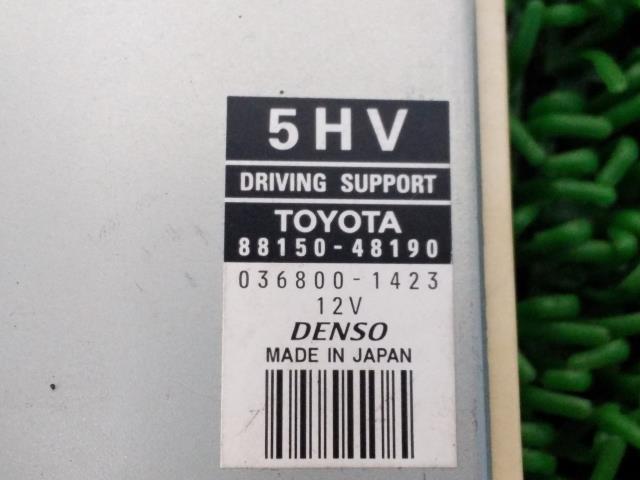 5HV
DRIVING SUPPORT
TOYOTA
88150-48190
036800-1423
12V
DENSO
MADE IN JAPAN